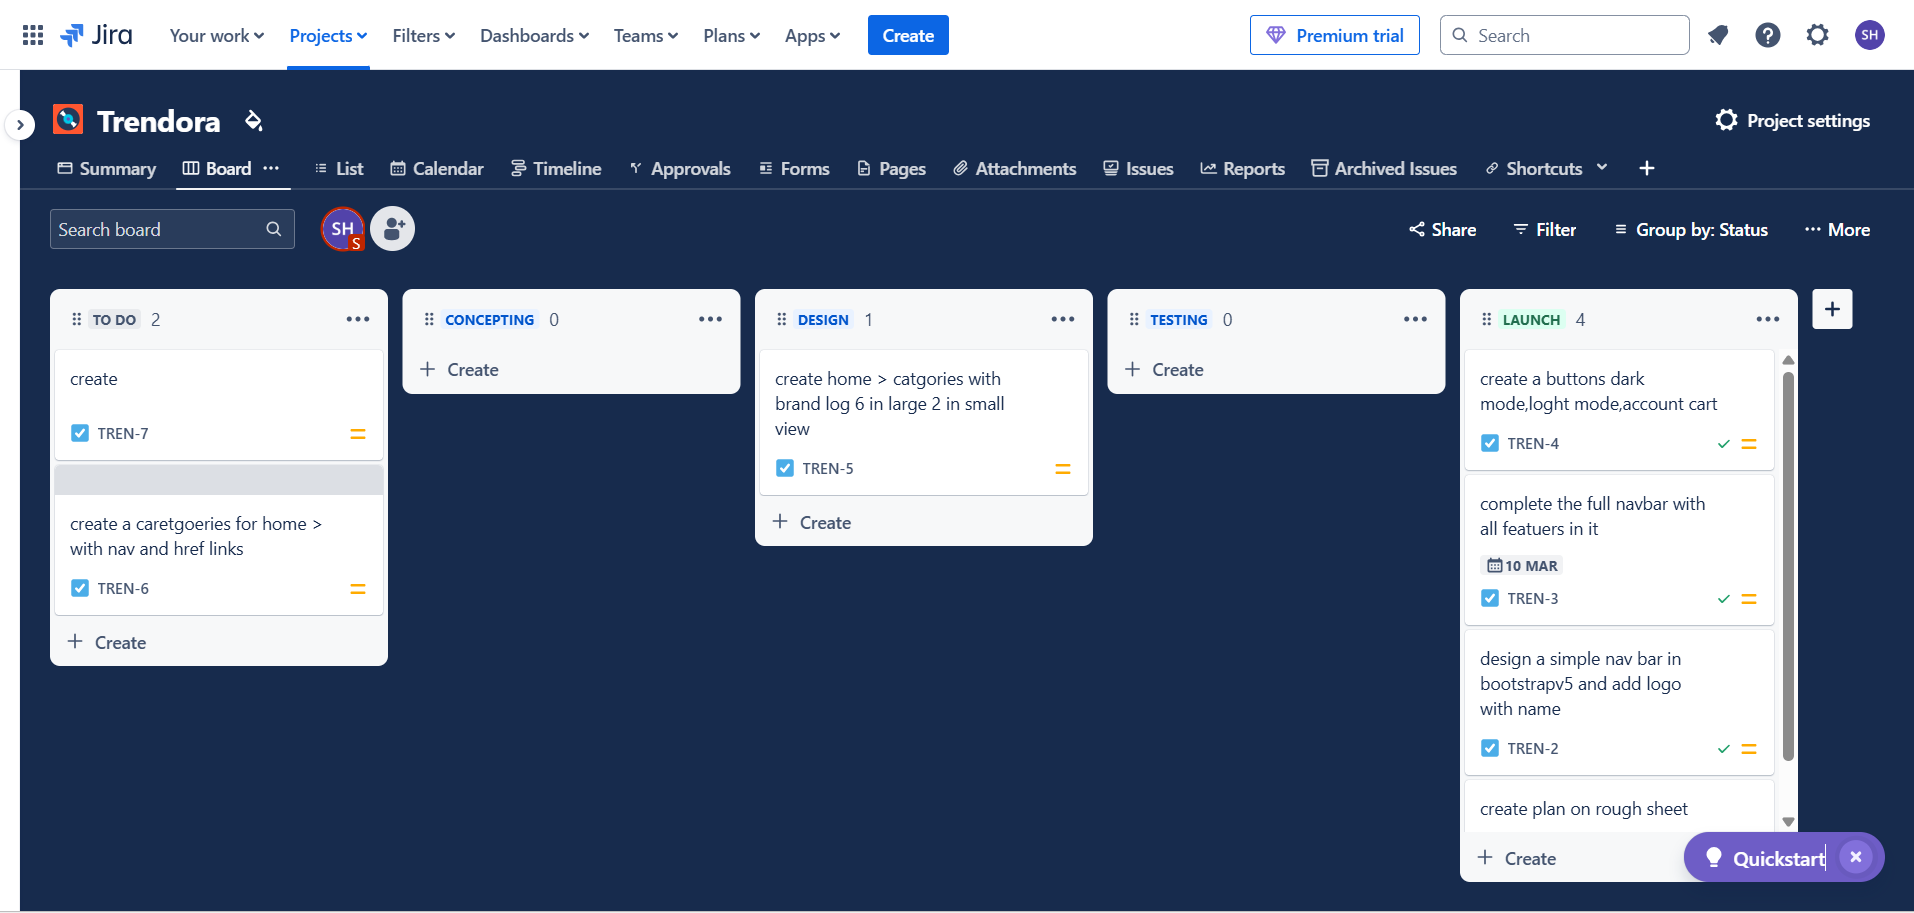 Jira
Your work
Projects
Filters
Dashboards
Teams
Plans
Apps
Create
Premium trial
Search
SH
Trendora
Project settings
Summary
Board
List
Calendar
Timeline
Approvals
Forms
Pages
Attachments
Issues
Reports
Archived Issues
Shortcuts
Search board
SH
S
Share
Filter
Group by: Status
More
TO DO 2
create
TREN-7
create a caretgoeries for home >
with nav and href links
TREN-6
Create
CONCEPTING 0
Create
DESIGN 1
create home > catgories with
brand log 6 in large 2 in small
view
TREN-5
Create
TESTING 0
Create
LAUNCH 4
create a buttons dark
mode,loght mode,account cart
TREN-4
complete the full navbar with
all featuers in it
10 MAR
TREN-3
design a simple nav bar in
bootstrapv5 and add logo
with name
TREN-2
create plan on rough sheet
Create
Quickstart